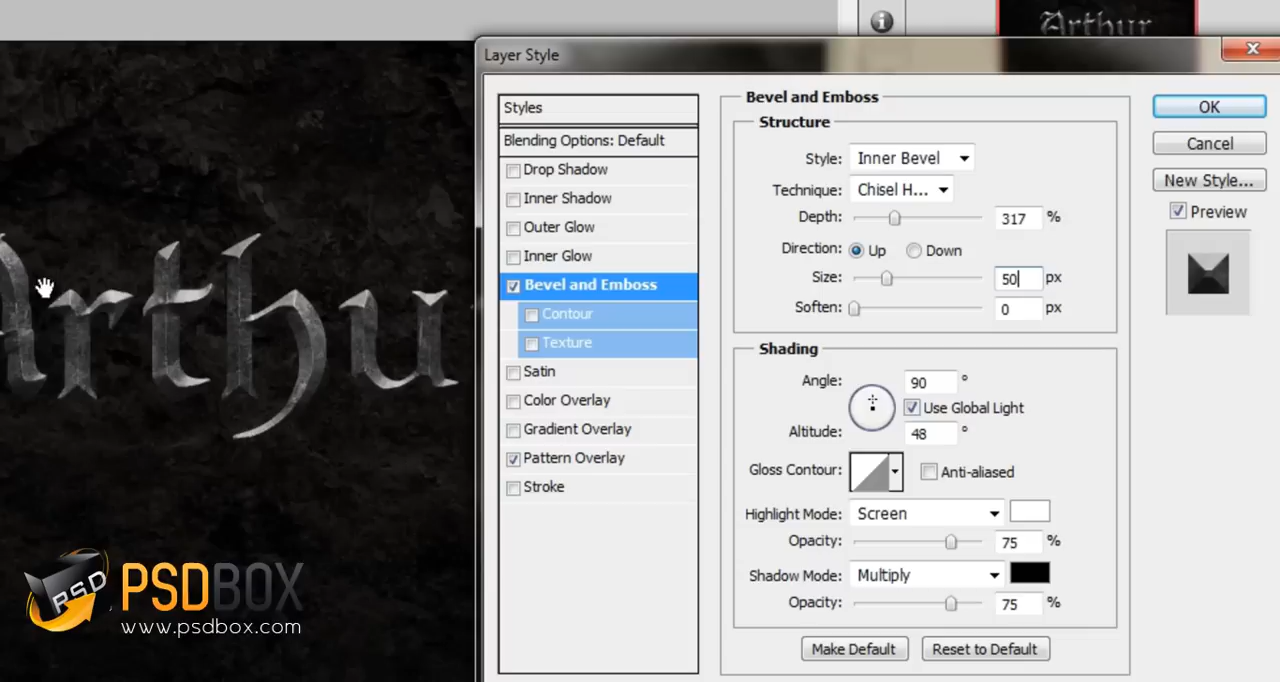 Arthur
Layer Style
Styles
Blending Options: Default
Drop Shadow
Inner Shadow
Outer Glow
Inner Glow
Bevel and Emboss
Contour
Texture
Satin
Color Overlay
Gradient Overlay
Pattern Overlay
Stroke
Bevel and Emboss
Structure
Style: Inner Bevel
Technique: Chisel H...
Depth: 317 %
Direction: Up Down
Size: 50 px
Soften: 0 px
Shading
Angle: 90 °
Use Global Light
Altitude: 48 °
Gloss Contour: Anti-aliased
Highlight Mode: Screen
Opacity: 75 %
Shadow Mode: Multiply
Opacity: 75 %
Make Default Reset to Default
OK
Cancel
New Style...
Preview
Arthu
PSD PSDBOX
www.psdbox.com